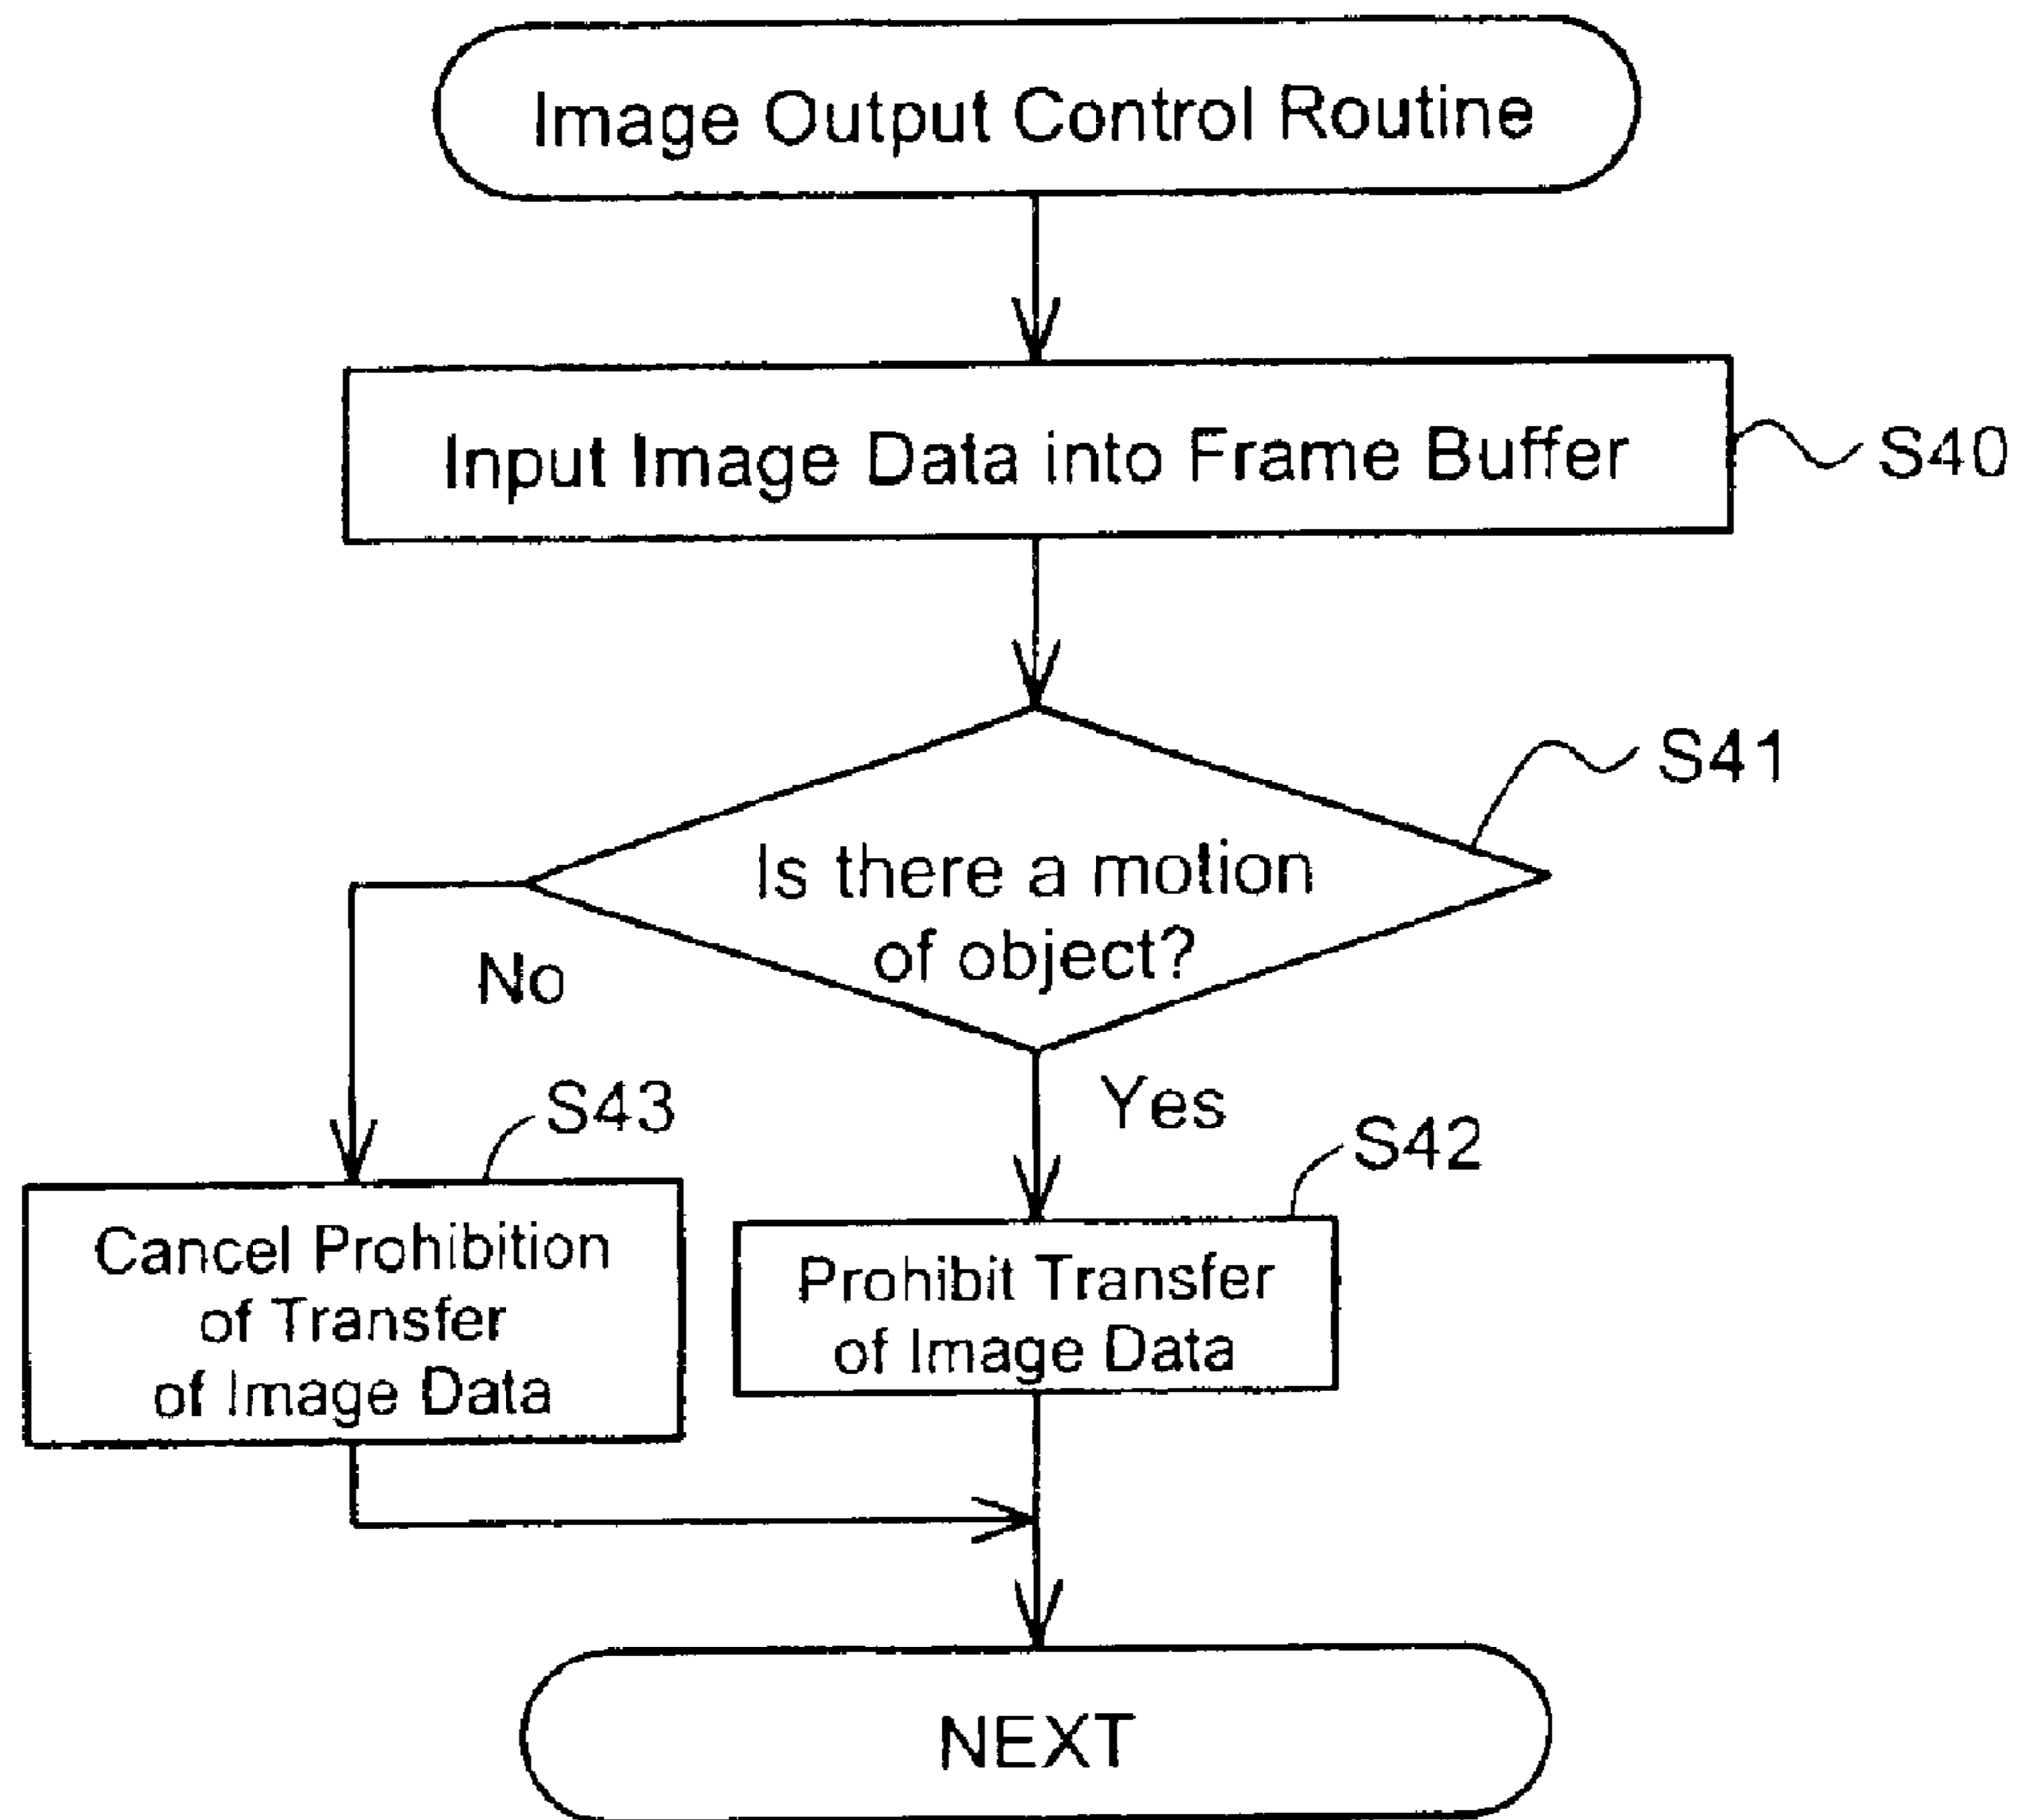 Image Output Control Routine
Input Image Data into Frame Buffer
S40
S41
Is there a motion
of object?
No
Yes
S43
S42
Cancel Prohibition
of Transfer
of Image Data
Prohibit Transfer
of Image Data
NEXT